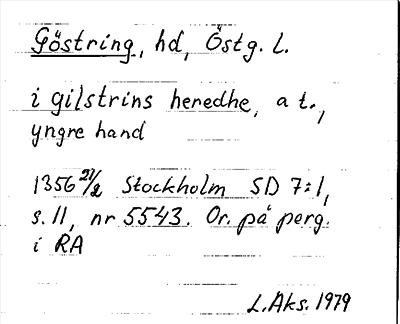 Göstring, hd, Östg. l.
i gilstrins heredhe, a t.,
yngre hand
1356 21/2 Stockholm SD 7:1,
s. 11, nr 5543. Or. på perg.
i RA
L. Aks. 1979